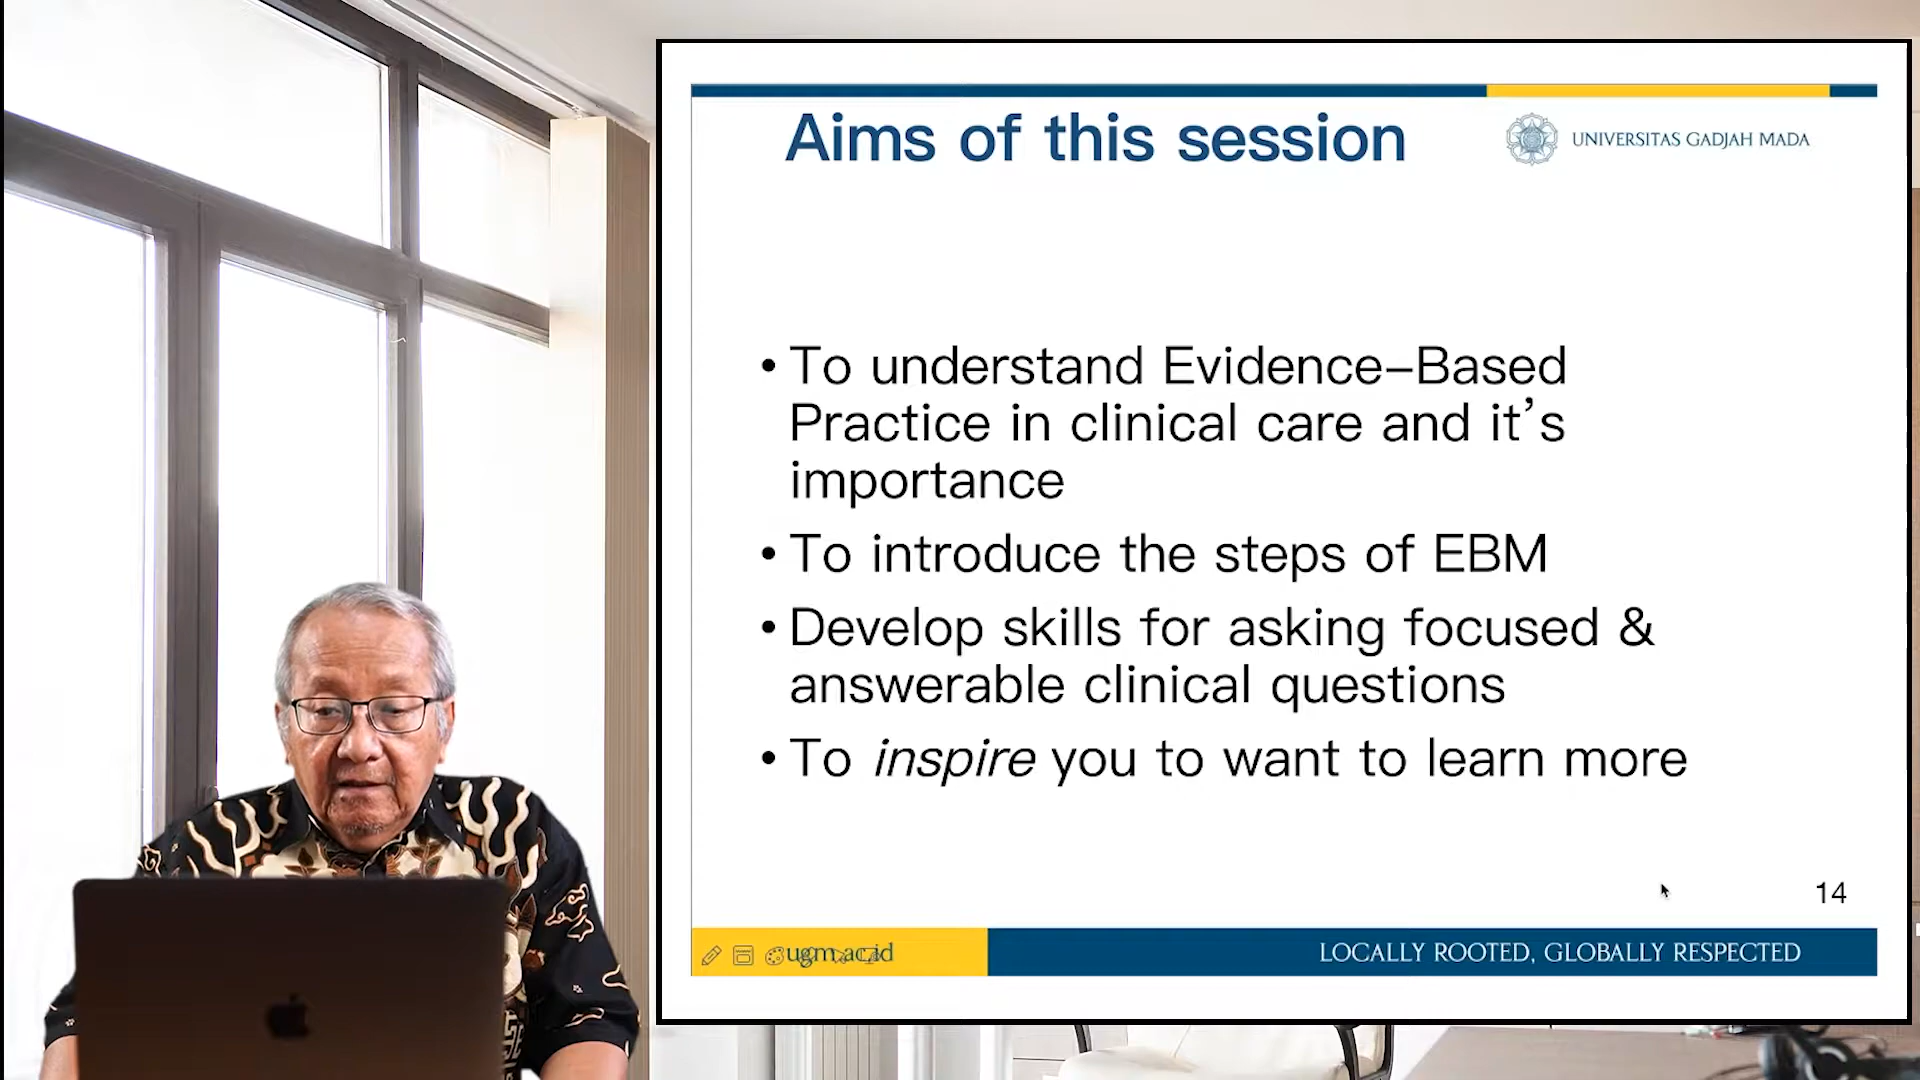 Aims of this session
UNIVERSITAS GADJAH MADA
• To understand Evidence-Based
Practice in clinical care and it’s
importance
• To introduce the steps of EBM
• Develop skills for asking focused &
answerable clinical questions
• To inspire you to want to learn more
14
ugm.ac.id
LOCALLY ROOTED, GLOBALLY RESPECTED